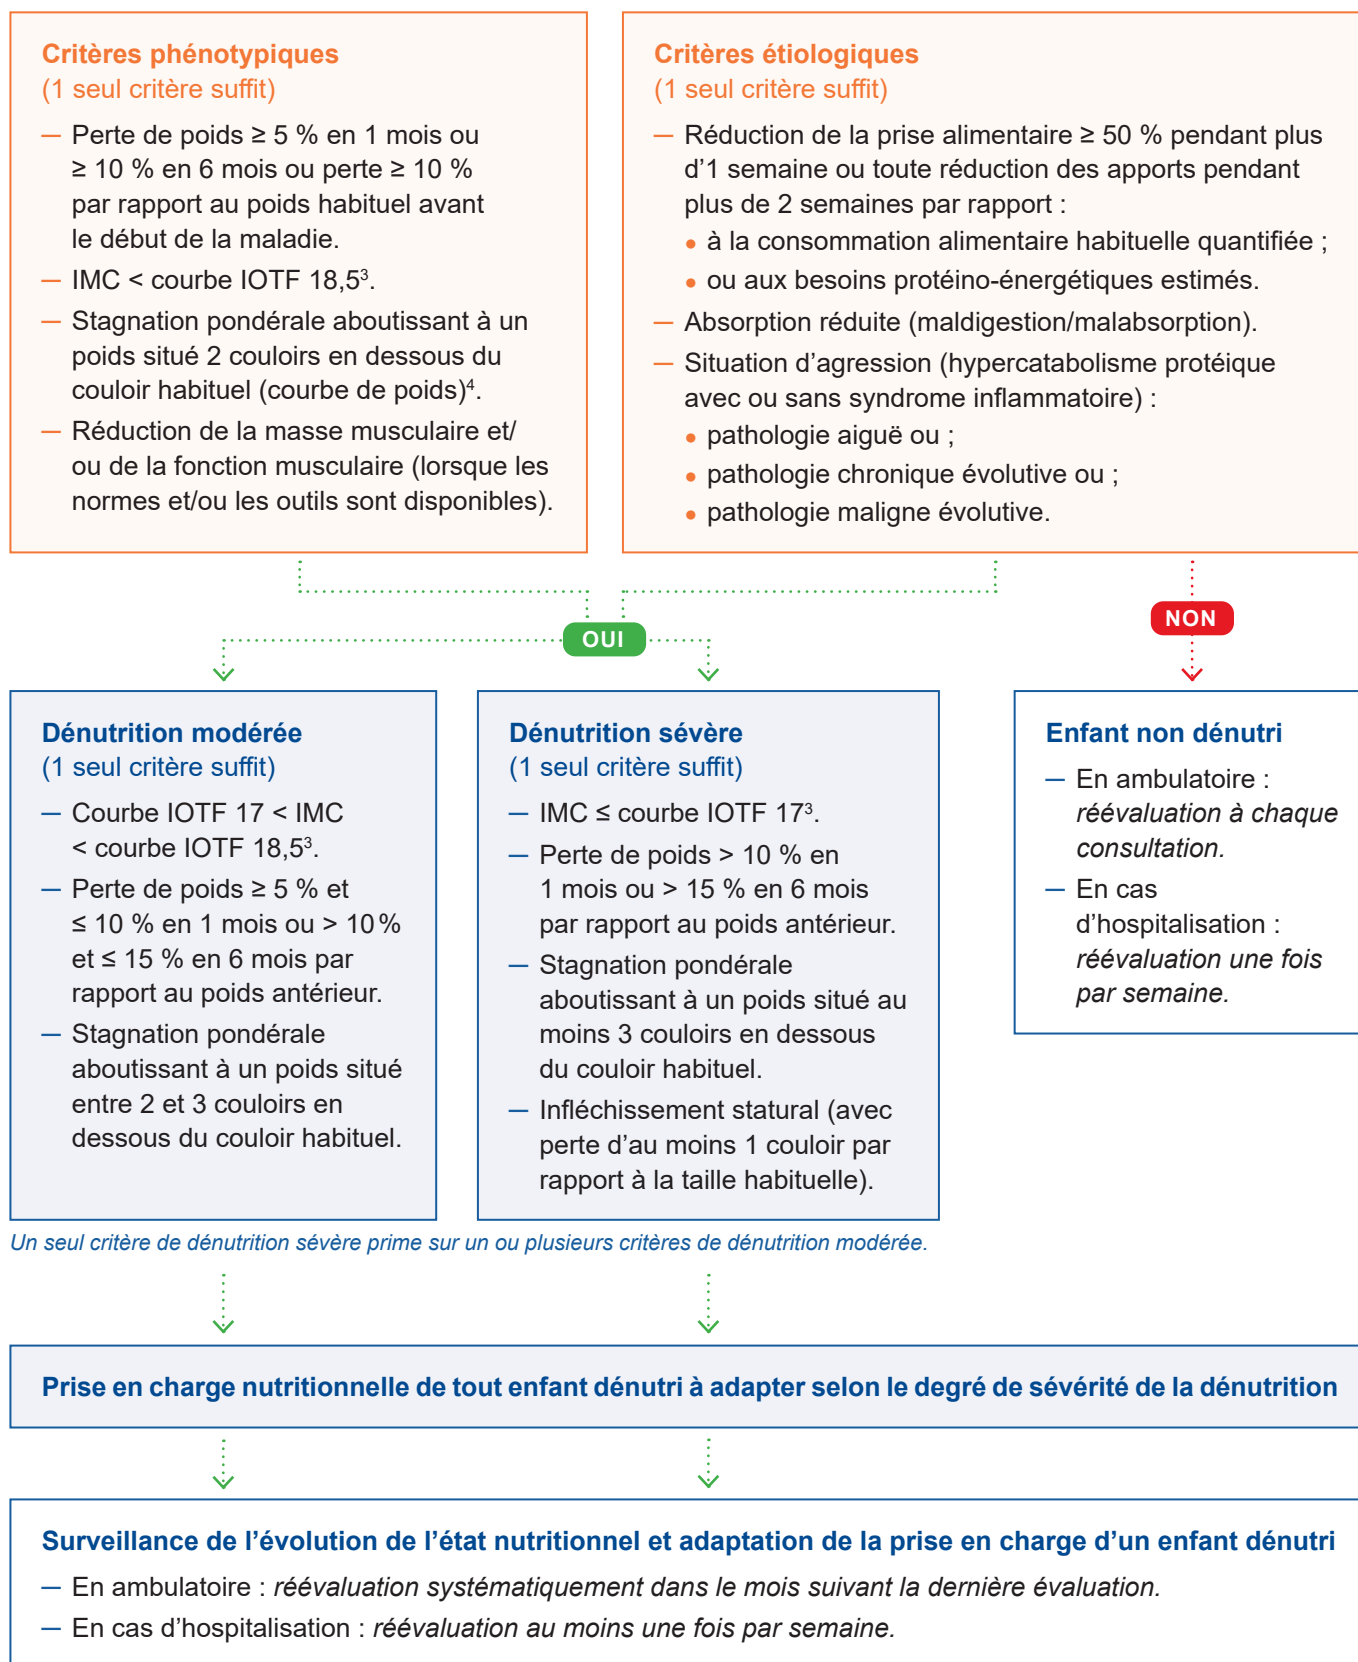 Critères phénotypiques
(1 seul critère suffit)
— Perte de poids ≥ 5 % en 1 mois ou
≥ 10 % en 6 mois ou perte ≥ 10 %
par rapport au poids habituel avant
le début de la maladie.
— IMC < courbe IOTF 18,5³.
— Stagnation pondérale aboutissant à un
poids situé 2 couloirs en dessous du
couloir habituel (courbe de poids)⁴.
— Réduction de la masse musculaire et/
ou de la fonction musculaire (lorsque les
normes et/ou les outils sont disponibles).
Critères étiologiques
(1 seul critère suffit)
— Réduction de la prise alimentaire ≥ 50 % pendant plus
d’1 semaine ou toute réduction des apports pendant
plus de 2 semaines par rapport :
• à la consommation alimentaire habituelle quantifiée ;
• ou aux besoins protéino-énergétiques estimés.
— Absorption réduite (maldigestion/malabsorption).
— Situation d’agression (hypercatabolisme protéique
avec ou sans syndrome inflammatoire) :
• pathologie aiguë ou ;
• pathologie chronique évolutive ou ;
• pathologie maligne évolutive.
OUI
NON
Dénutrition modérée
(1 seul critère suffit)
— Courbe IOTF 17 < IMC
< courbe IOTF 18,5³.
— Perte de poids ≥ 5 % et
≤ 10 % en 1 mois ou > 10 %
et ≤ 15 % en 6 mois par
rapport au poids antérieur.
— Stagnation pondérale
aboutissant à un poids situé
entre 2 et 3 couloirs en
dessous du couloir habituel.
Dénutrition sévère
(1 seul critère suffit)
— IMC ≤ courbe IOTF 17³.
— Perte de poids > 10 % en
1 mois ou > 15 % en 6 mois
par rapport au poids antérieur.
— Stagnation pondérale
aboutissant à un poids situé au
moins 3 couloirs en dessous
du couloir habituel.
— Infléchissement statural (avec
perte d’au moins 1 couloir par
rapport à la taille habituelle).
Enfant non dénutri
— En ambulatoire :
réévaluation à chaque
consultation.
— En cas
d’hospitalisation :
réévaluation une fois
par semaine.
Un seul critère de dénutrition sévère prime sur un ou plusieurs critères de dénutrition modérée.
Prise en charge nutritionnelle de tout enfant dénutri à adapter selon le degré de sévérité de la dénutrition
Surveillance de l’évolution de l’état nutritionnel et adaptation de la prise en charge d’un enfant dénutri
— En ambulatoire : réévaluation systématiquement dans le mois suivant la dernière évaluation.
— En cas d’hospitalisation : réévaluation au moins une fois par semaine.